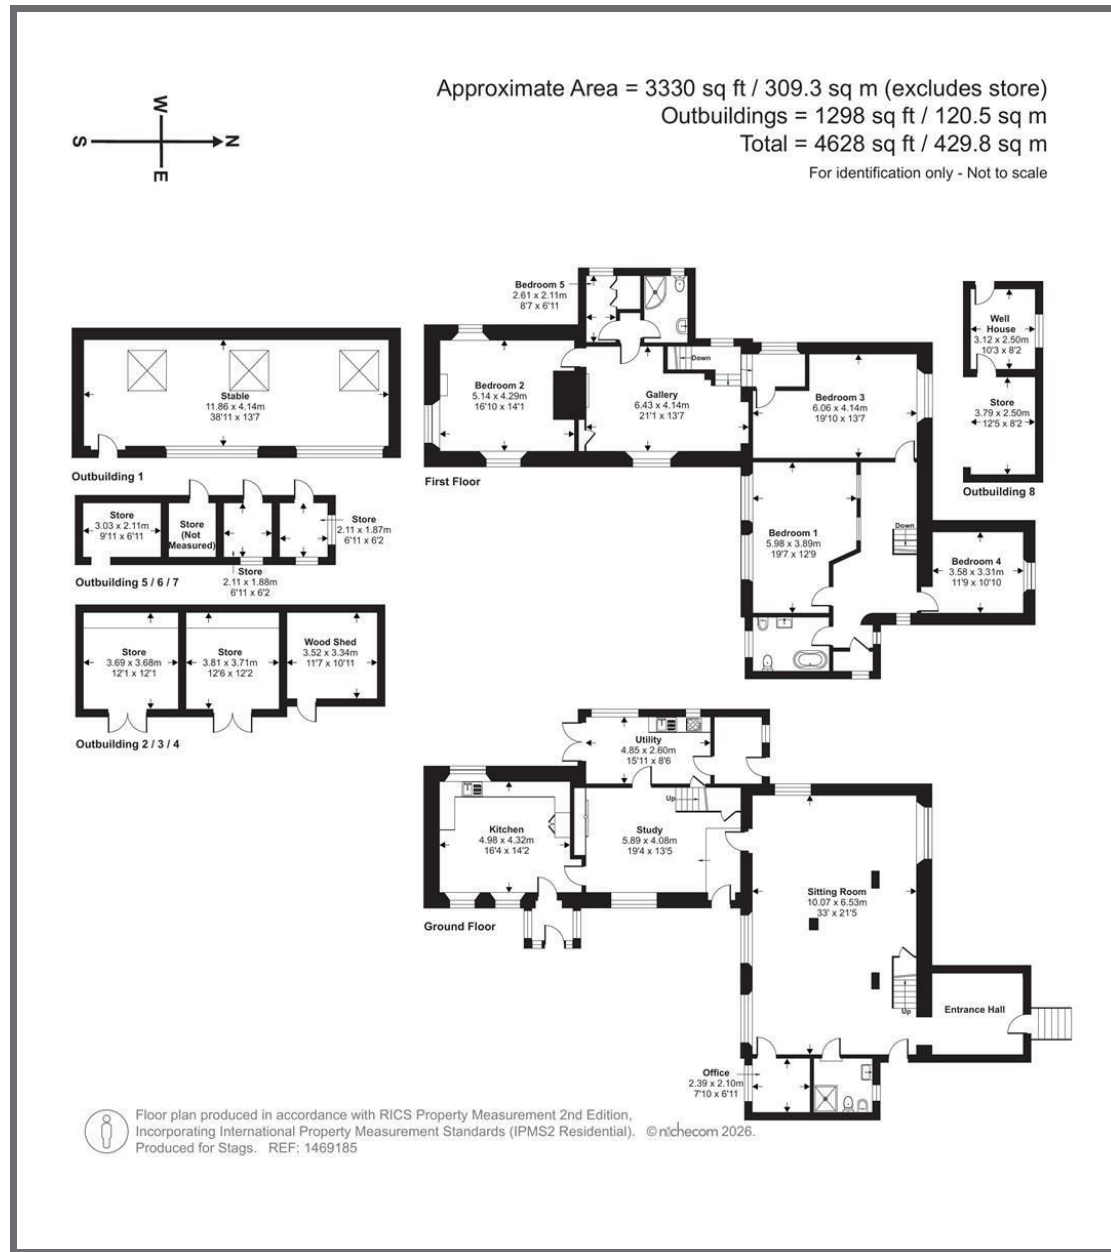 Approximate Area = 3330 sq ft / 309.3 sq m (excludes store)
Outbuildings = 1298 sq ft / 120.5 sq m
Total = 4628 sq ft / 429.8 sq m
For identification only - Not to scale
W
S
N
E
Bedroom 5
2.61 x 2.11m
8'7 x 6'11
Well
House
3.12 x 2.50m
10'3 x 8'2
Down
Bedroom 2
5.14 x 4.29m
16'10 x 14'1
Gallery
6.43 x 4.14m
21'1 x 13'7
Bedroom 3
6.06 x 4.14m
19'10 x 13'7
Store
3.79 x 2.50m
12'5 x 8'2
Stable
11.86 x 4.14m
38'11 x 13'7
Outbuilding 1
First Floor
Outbuilding 8
Store
3.03 x 2.11m
9'11 x 6'11
Store
(Not
Measured)
Store
2.11 x 1.87m
6'11 x 6'2
Store
2.11 x 1.88m
6'11 x 6'2
Outbuilding 5 / 6 / 7
Bedroom 1
5.98 x 3.89m
19'7 x 12'9
Down
Bedroom 4
3.58 x 3.31m
11'9 x 10'10
Store
3.69 x 3.68m
12'1 x 12'1
Store
3.81 x 3.71m
12'6 x 12'2
Wood Shed
3.52 x 3.34m
11'7 x 10'11
Outbuilding 2 / 3 / 4
Utility
4.85 x 2.60m
15'11 x 8'6
Up
Kitchen
4.98 x 4.32m
16'4 x 14'2
Study
5.89 x 4.08m
19'4 x 13'5
Sitting Room
10.07 x 6.53m
33' x 21'5
Ground Floor
Up
Entrance Hall
Office
2.39 x 2.10m
7'10 x 6'11
Floor plan produced in accordance with RICS Property Measurement 2nd Edition,
Incorporating International Property Measurement Standards (IPMS2 Residential). © nichecom 2026.
Produced for Stags. REF: 1469185